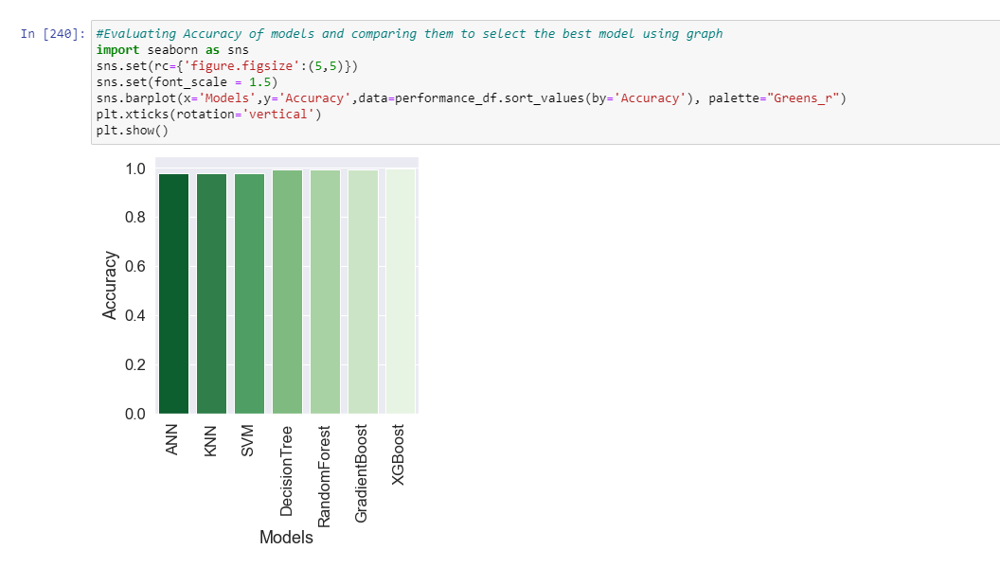 In [240]: #Evaluating Accuracy of models and comparing them to select the best model using graph
import seaborn as sns
sns.set(rc={'figure.figsize':(5,5)})
sns.set(font_scale = 1.5)
sns.barplot(x='Models',y='Accuracy',data=performance_df.sort_values(by='Accuracy'), palette="Greens_r")
plt.xticks(rotation='vertical')
plt.show()
1.0
0.8
0.6
0.4
0.2
0.0
Accuracy
ANN
KNN
SVM
DecisionTree
RandomForest
GradientBoost
XGBoost
Models